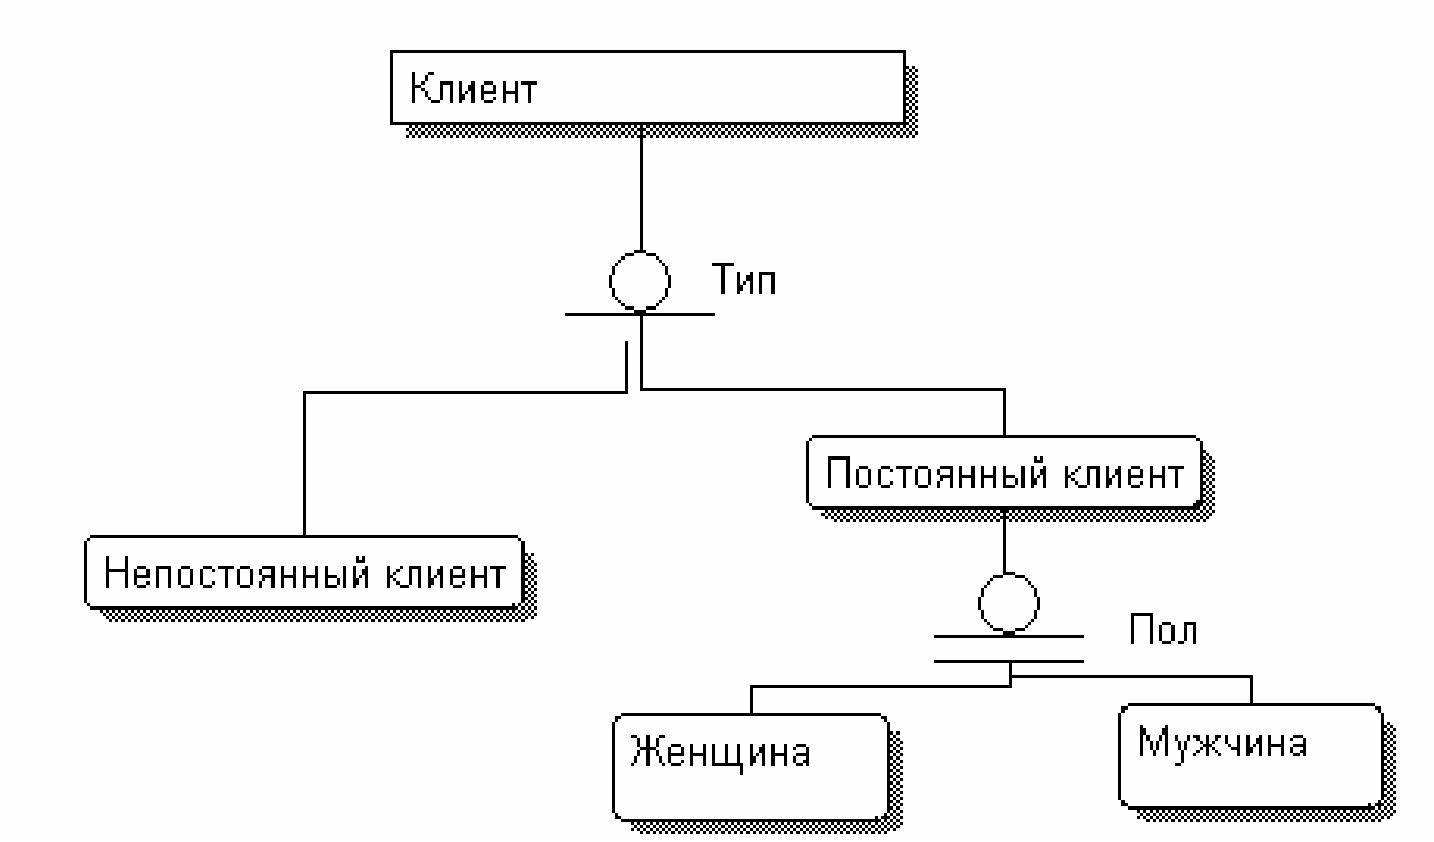 Клиент
Тип
Постоянный клиент
Непостоянный клиент
Пол
Женщина
Мужчина